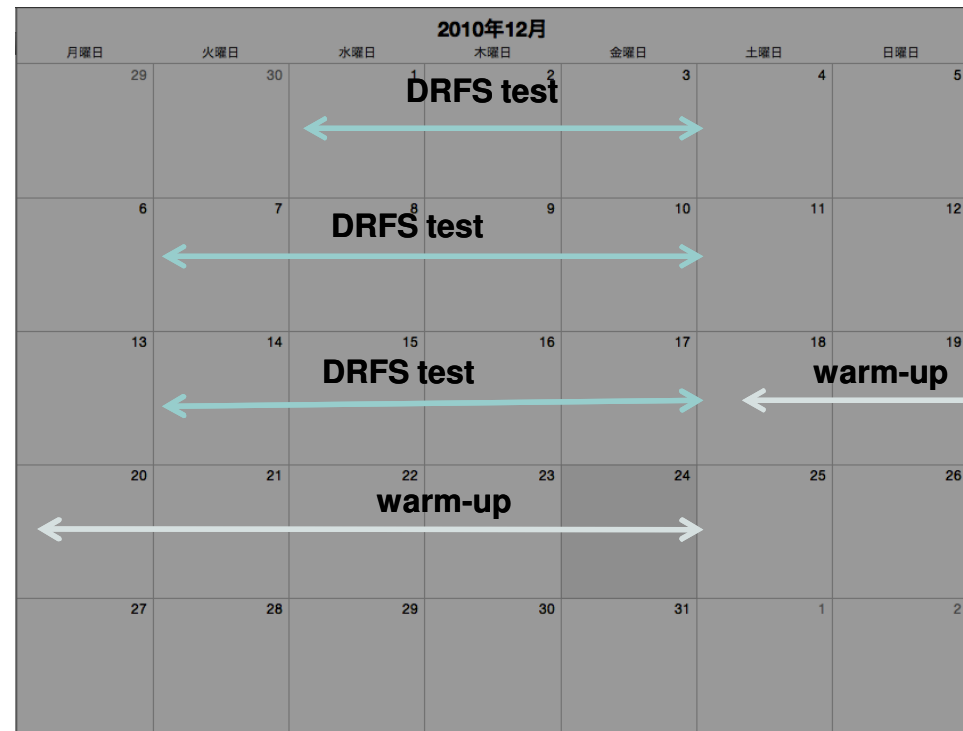 2010年12月
月曜日 火曜日 水曜日 木曜日 金曜日 土曜日 日曜日
29 30 1 2 3 4 5
DRFS test
6 7 8 9 10 11 12
DRFS test
13 14 15 16 17 18 19
DRFS test warm-up
20 21 22 23 24 25 26
warm-up
27 28 29 30 31 1 2